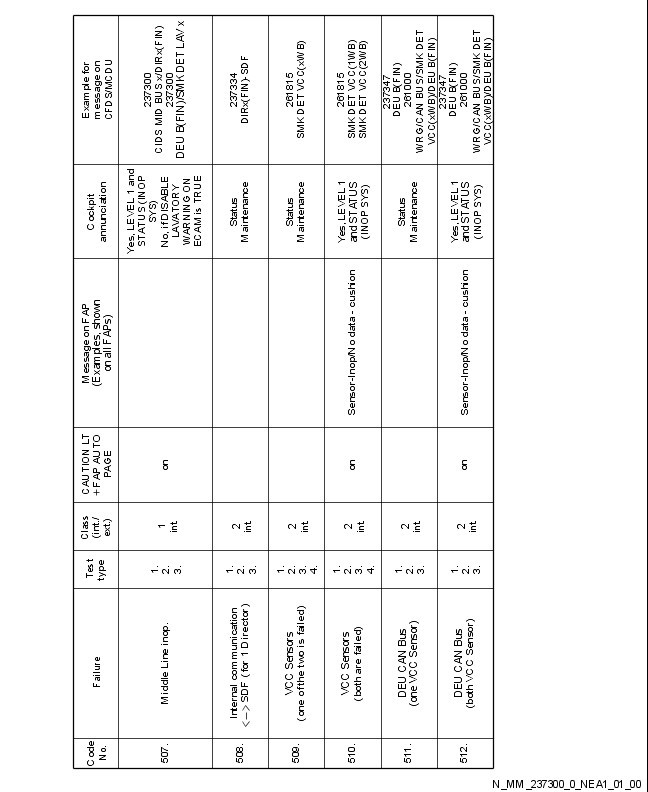 Code No.
Failure
Test type
Class (int./ ext.)
CAUTION LT + FAP AUTO PAGE
Message on FAP (Examples, shown on all FAPs)
Cockpit annunciation
Example for message on CFDS/MCDU
507.
Middle Line inop.
1.
2.
3.
1
int
on
Yes, LEVEL 1 and
STATUS (INOP
SYS)
No, if DISABLE
LAVATORY
WARNING ON
ECAM is TRUE
237300
CIDS MID BUS x/DIRx(FIN)
237300
DEU B(FIN)/SMK DET LAV x
508.
Internal communication
<--> SDF (for 1 Director)
1.
2.
3.
2
int
Status
Maintenance
237334
DIRx(FIN)-SDF
509.
VCC Sensors
(one of the two is failed)
1.
2.
3.
4.
2
int
Status
Maintenance
261815
SMK DET VCC(xWB)
510.
VCC Sensors
(both are failed)
1.
2.
3.
4.
2
int
on
Sensor-Inop/No data - cushion
Yes, LEVEL 1
and STATUS
(INOP SYS)
261815
SMK DET VCC(1WB)
SMK DET VCC(2WB)
511.
DEU CAN Bus
(one VCC Sensor)
1.
2.
3.
2
int
Status
Maintenance
237347
DEU B(FIN)
261000
WRG/CAN BUS/SMK DET
VCC(xWB)/DEU B(FIN)
512.
DEU CAN Bus
(both VCC Sensor)
1.
2.
3.
2
int
on
Sensor-Inop/No data - cushion
Yes, LEVEL 1
and STATUS
(INOP SYS)
237347
DEU B(FIN)
261000
WRG/CAN BUS/SMK DET
VCC(xWB)/DEU B(FIN)
N_MM_237300_0_NEA1_01_00